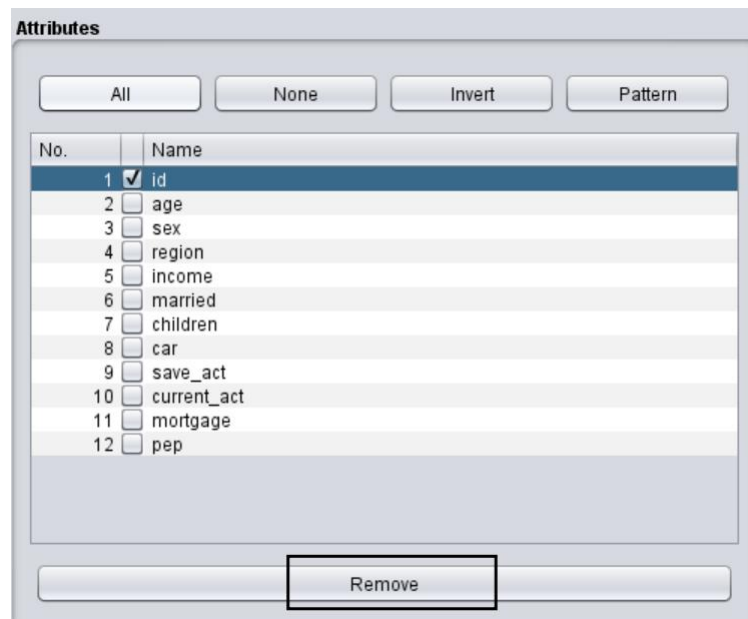 Attributes
All None Invert Pattern
No. Name
1 id
2 age
3 sex
4 region
5 income
6 married
7 children
8 car
9 save_act
10 current_act
11 mortgage
12 pep
Remove